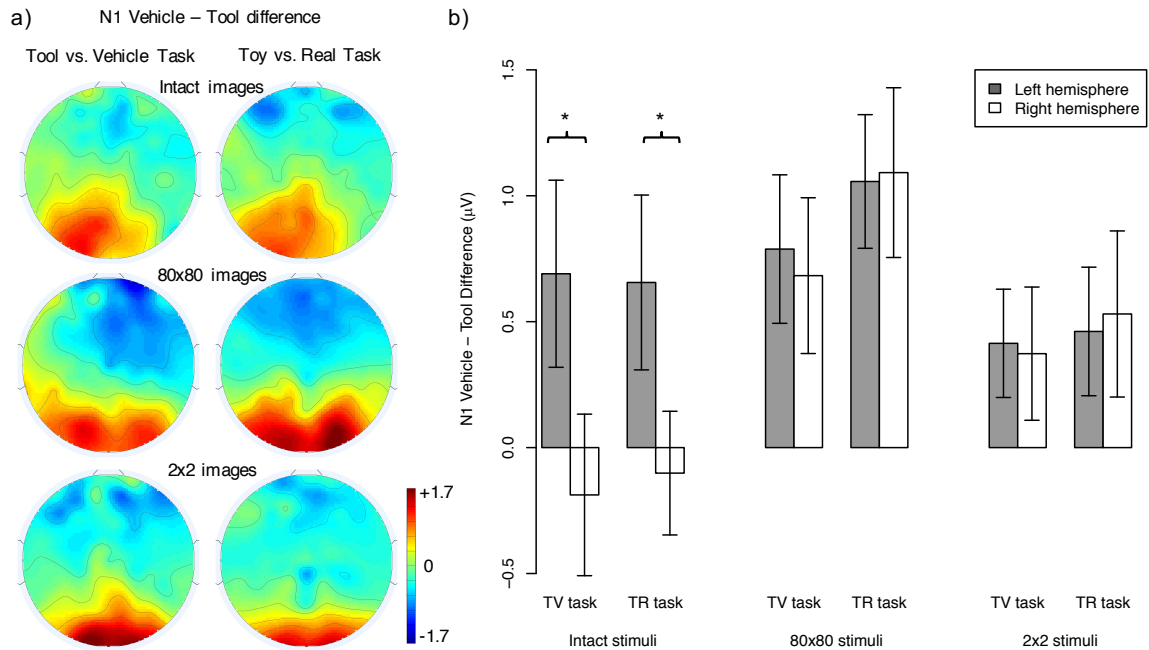 a)
N1 Vehicle – Tool difference
Tool vs. Vehicle Task
Toy vs. Real Task
Intact images
80x80 images
2x2 images
+1.7
0
-1.7
b)
N1 Vehicle – Tool Difference (µV)
1.5
1.0
0.5
0.0
−0.5
*
*
Left hemisphere
Right hemisphere
TV task
TR task
TV task
TR task
TV task
TR task
Intact stimuli
80x80 stimuli
2x2 stimuli